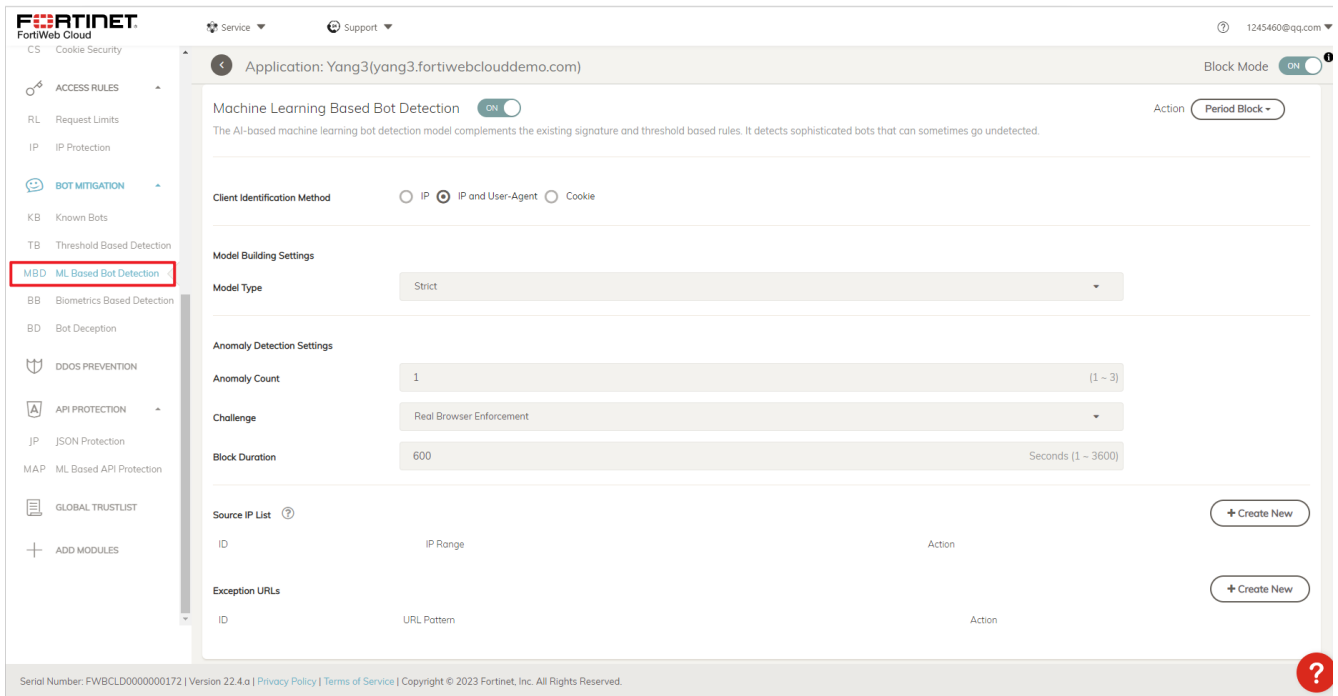 FORTINET
FortiWeb Cloud
Service
Support
1245460@qq.com
CS Cookie Security
ACCESS RULES
RL Request Limits
IP IP Protection
BOT MITIGATION
KB Known Bots
TB Threshold Based Detection
MBD ML Based Bot Detection
BB Biometrics Based Detection
BD Bot Deception
DDOS PREVENTION
API PROTECTION
JP JSON Protection
MAP ML Based API Protection
GLOBAL TRUSTLIST
ADD MODULES
Application: Yang3(yang3.fortiwebclouddemo.com)
Block Mode ON
Machine Learning Based Bot Detection ON
Action Period Block
The AI-based machine learning bot detection model complements the existing signature and threshold based rules. It detects sophisticated bots that can sometimes go undetected.
Client Identification Method IP IP and User-Agent Cookie
Model Building Settings
Model Type Strict
Anomaly Detection Settings
Anomaly Count 1 (1 ~ 3)
Challenge Real Browser Enforcement
Block Duration 600 Seconds (1 ~ 3600)
Source IP List ? + Create New
ID IP Range Action
Exception URLs + Create New
ID URL Pattern Action
Serial Number: FWBCLD0000000172 | Version 22.4.a | Privacy Policy | Terms of Service | Copyright © 2023 Fortinet, Inc. All Rights Reserved.
?